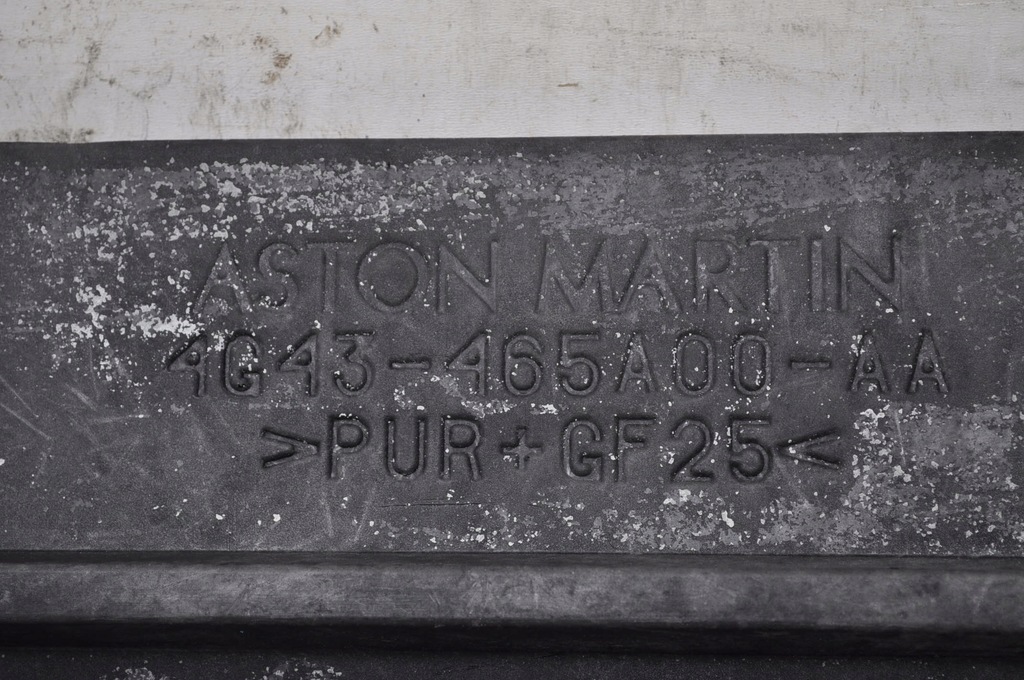 ASTON MARTIN
4G43-465A00-AA
>PUR+GF25<